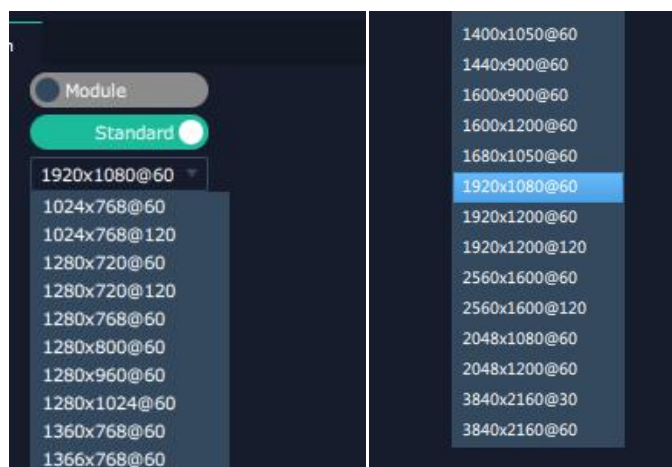 Module
Standard
1920x1080@60
1024x768@60
1024x768@120
1280x720@60
1280x720@120
1280x768@60
1280x800@60
1280x960@60
1280x1024@60
1360x768@60
1366x768@60
1400x1050@60
1440x900@60
1600x900@60
1600x1200@60
1680x1050@60
1920x1080@60
1920x1200@60
1920x1200@120
2560x1600@60
2560x1600@120
2048x1080@60
2048x1200@60
3840x2160@30
3840x2160@60